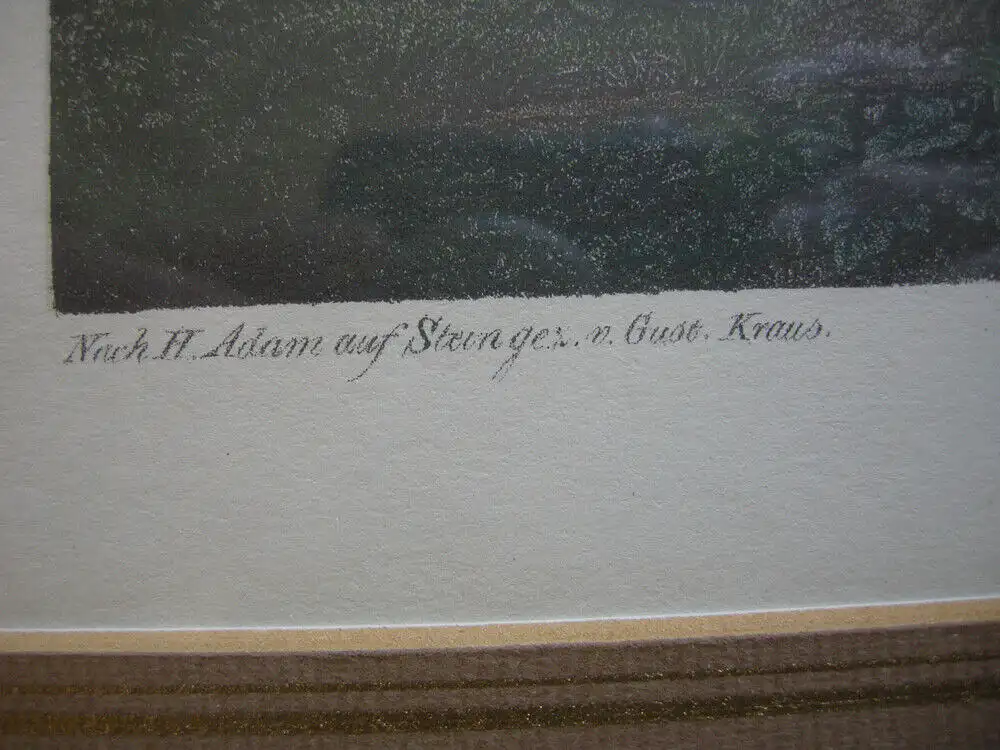 Nach H. Adam auf Stein gez. v. Gust. Kraus.